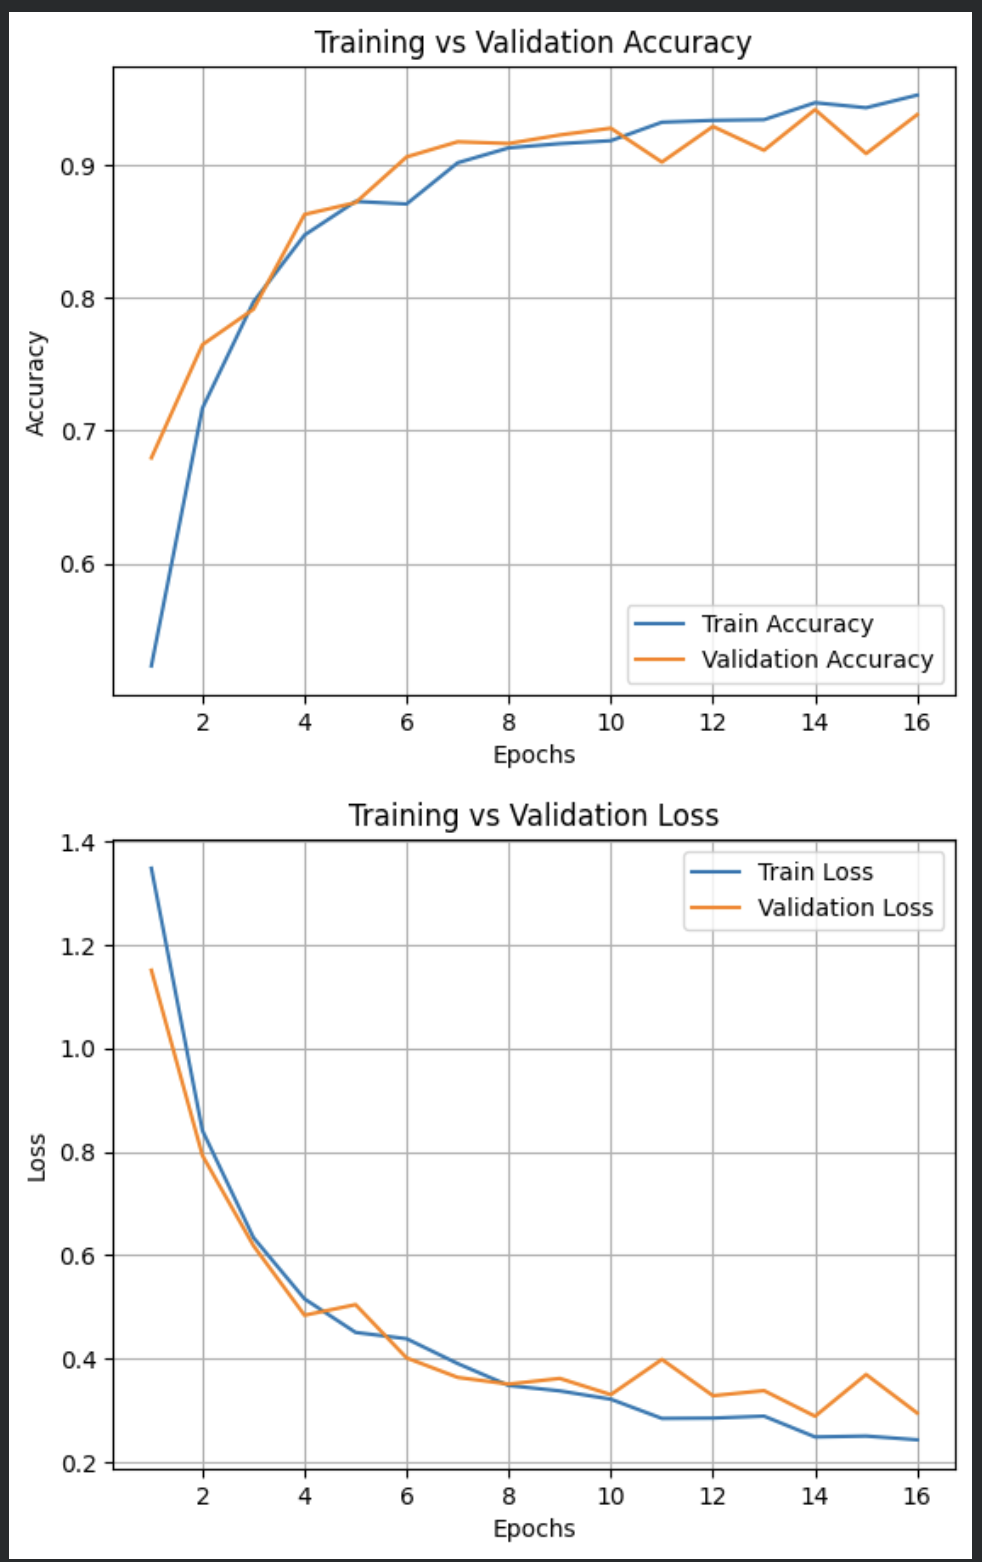 Training vs Validation Accuracy
0.9
0.8
0.7
0.6
Accuracy
Train Accuracy
Validation Accuracy
2 4 6 8 10 12 14 16
Epochs
Training vs Validation Loss
1.4
1.2
1.0
0.8
0.6
0.4
0.2
Loss
Train Loss
Validation Loss
2 4 6 8 10 12 14 16
Epochs